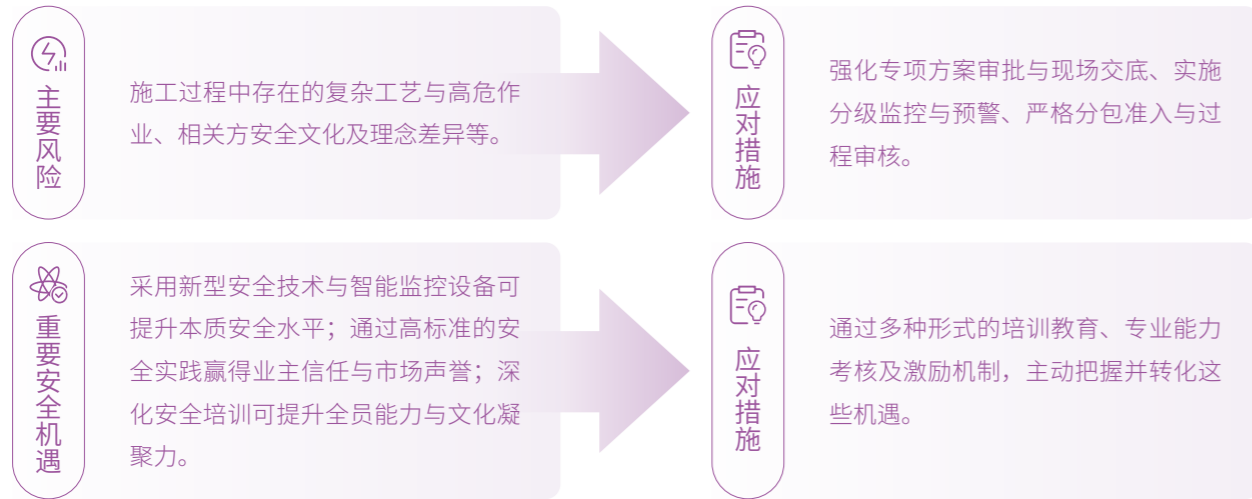 主要风险
施工过程中存在的复杂工艺与高危作
业、相关方安全文化及理念差异等。
应对措施
强化专项方案审批与现场交底、实施
分级监控与预警、严格分包准入与过
程审核。
重要安全机遇
采用新型安全技术与智能监控设备可
提升本质安全水平；通过高标准的安
全实践赢得业主信任与市场声誉；深
化安全培训可提升全员能力与文化凝
聚力。
应对措施
通过多种形式的培训教育、专业能力
考核及激励机制，主动把握并转化这
些机遇。